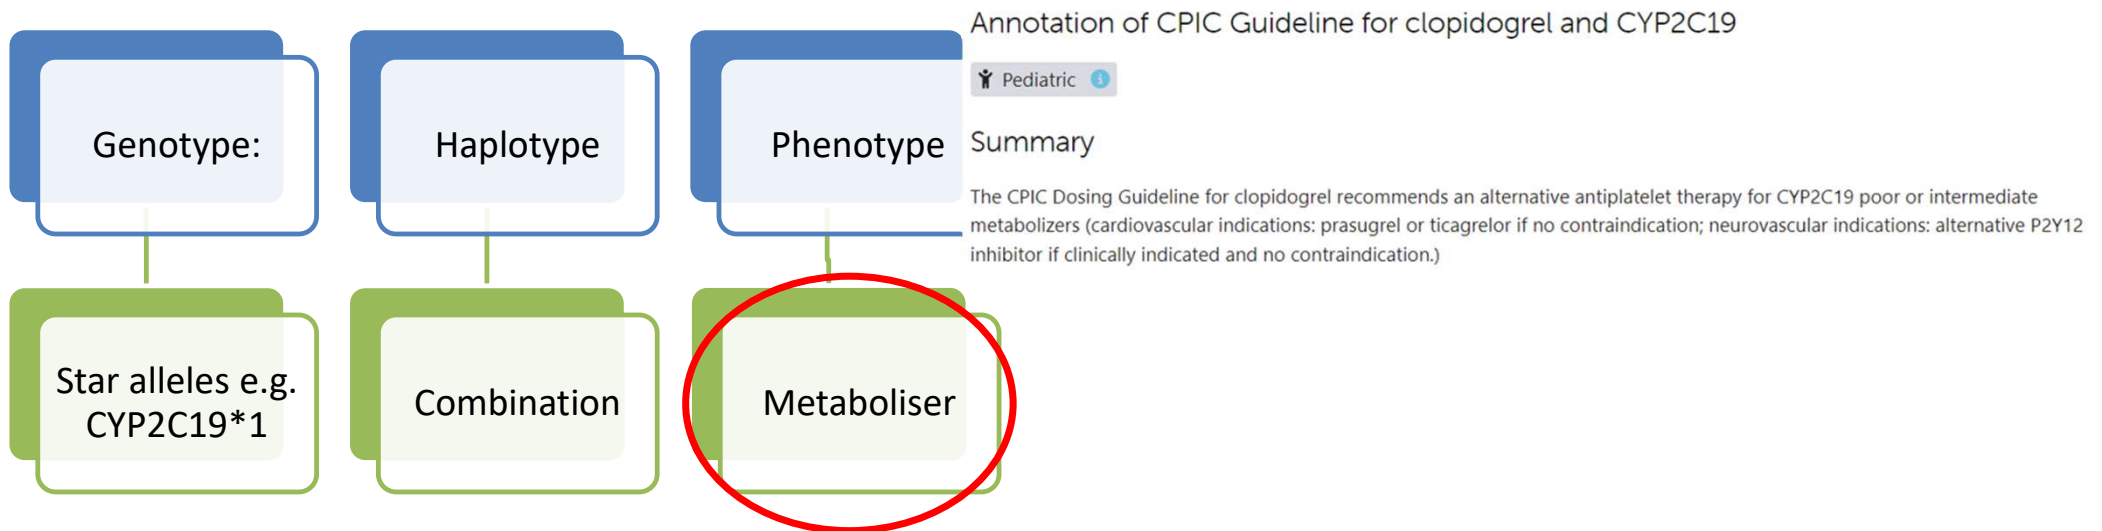 Genotype:
Haplotype
Phenotype
Star alleles e.g.
CYP2C19*1
Combination
Metaboliser
Annotation of CPIC Guideline for clopidogrel and CYP2C19
Pediatric
Summary
The CPIC Dosing Guideline for clopidogrel recommends an alternative antiplatelet therapy for CYP2C19 poor or intermediate
metabolizers (cardiovascular indications: prasugrel or ticagrelor if no contraindication; neurovascular indications: alternative P2Y12
inhibitor if clinically indicated and no contraindication.)